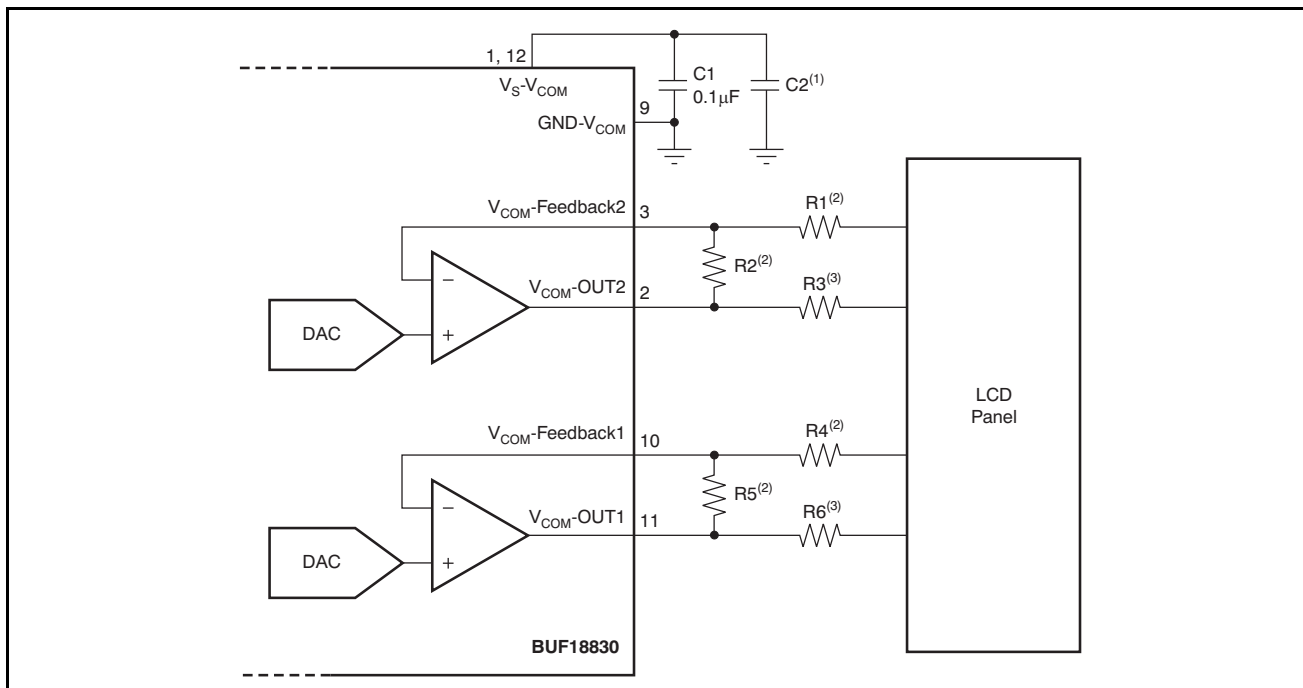 1, 12
V_S-V_COM
C1
0.1μF
C2^(1)
9
GND-V_COM
V_COM-Feedback2
3
R1^(2)
R2^(2)
−
V_COM-OUT2
2
R3^(3)
DAC
+
LCD
Panel
V_COM-Feedback1
10
R4^(2)
R5^(2)
−
V_COM-OUT1
11
R6^(3)
DAC
+
BUF18830